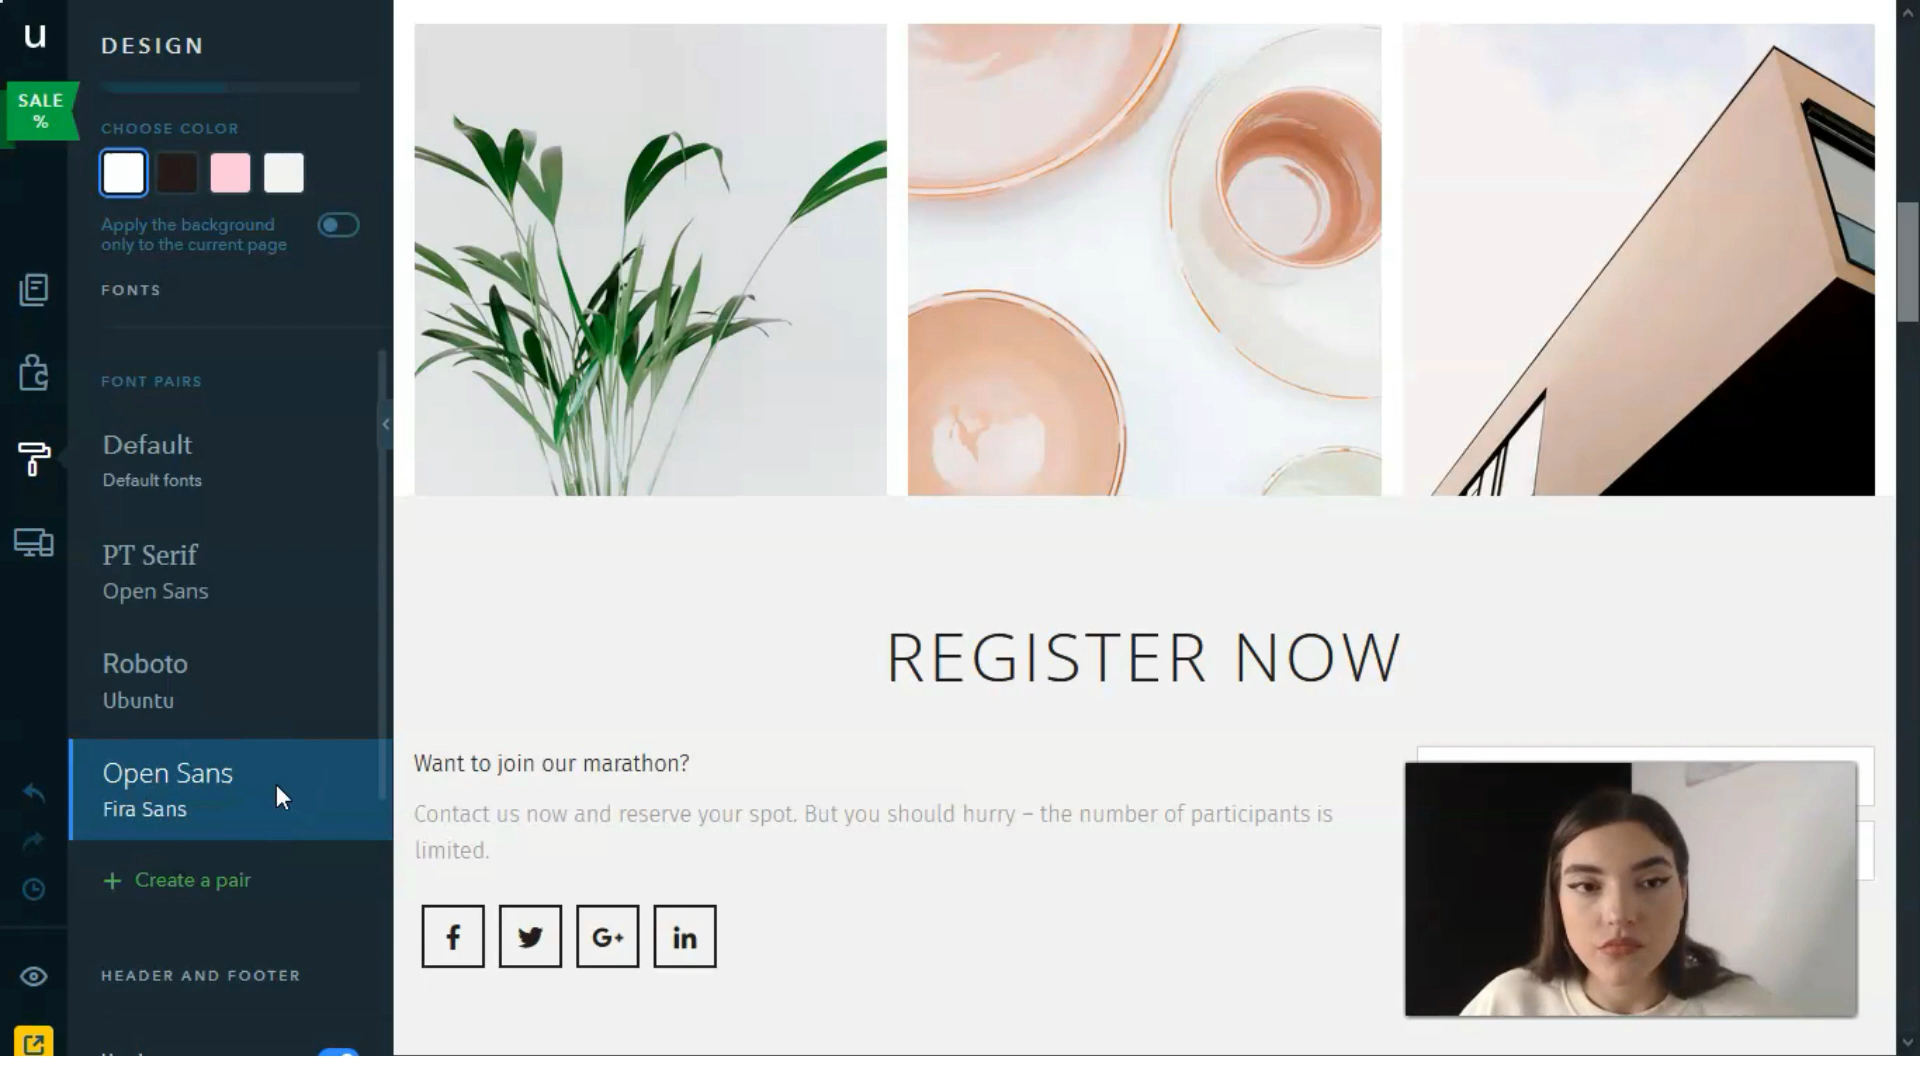 u
DESIGN
SALE
%
CHOOSE COLOR
Apply the background
only to the current page
FONTS
FONT PAIRS
Default
Default fonts
PT Serif
Open Sans
Roboto
Ubuntu
Open Sans
Fira Sans
+ Create a pair
HEADER AND FOOTER
REGISTER NOW
Want to join our marathon?
Contact us now and reserve your spot. But you should hurry – the number of participants is
limited.
f
G+
in